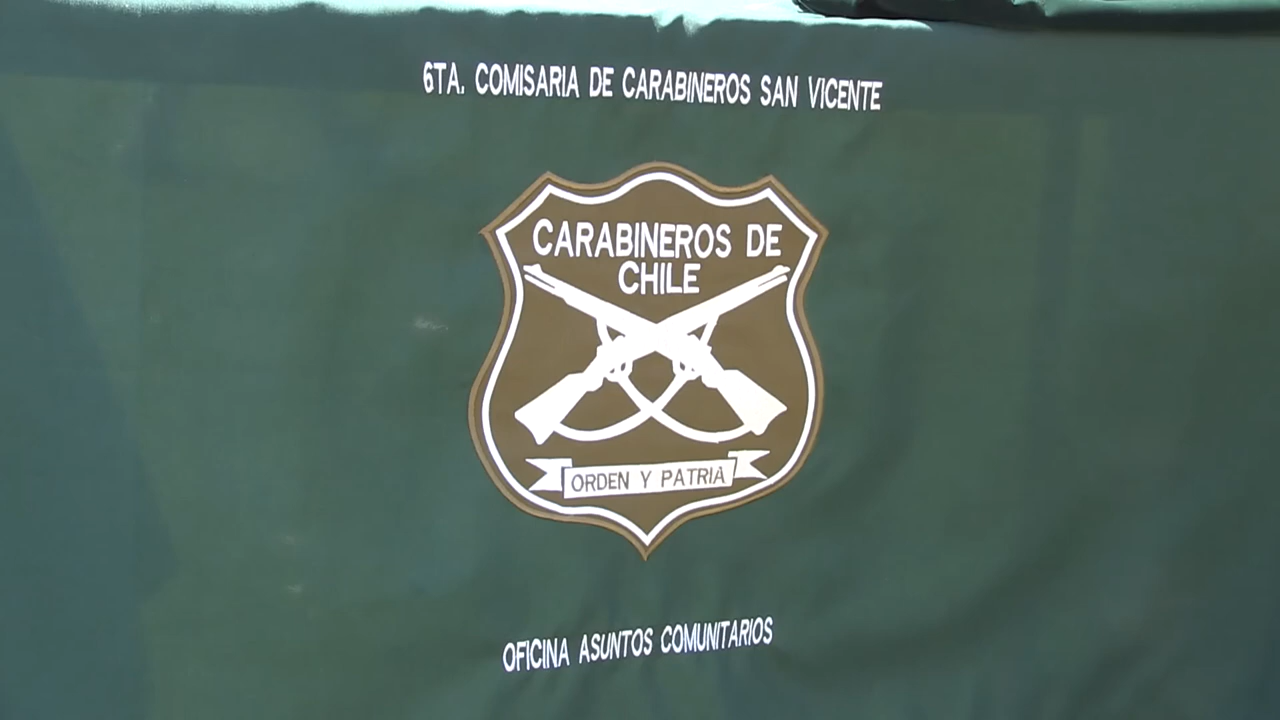 6TA. COMISARIA DE CARABINEROS SAN VICENTE
CARABINEROS DE
CHILE
ORDEN Y PATRIA
OFICINA ASUNTOS COMUNITARIOS